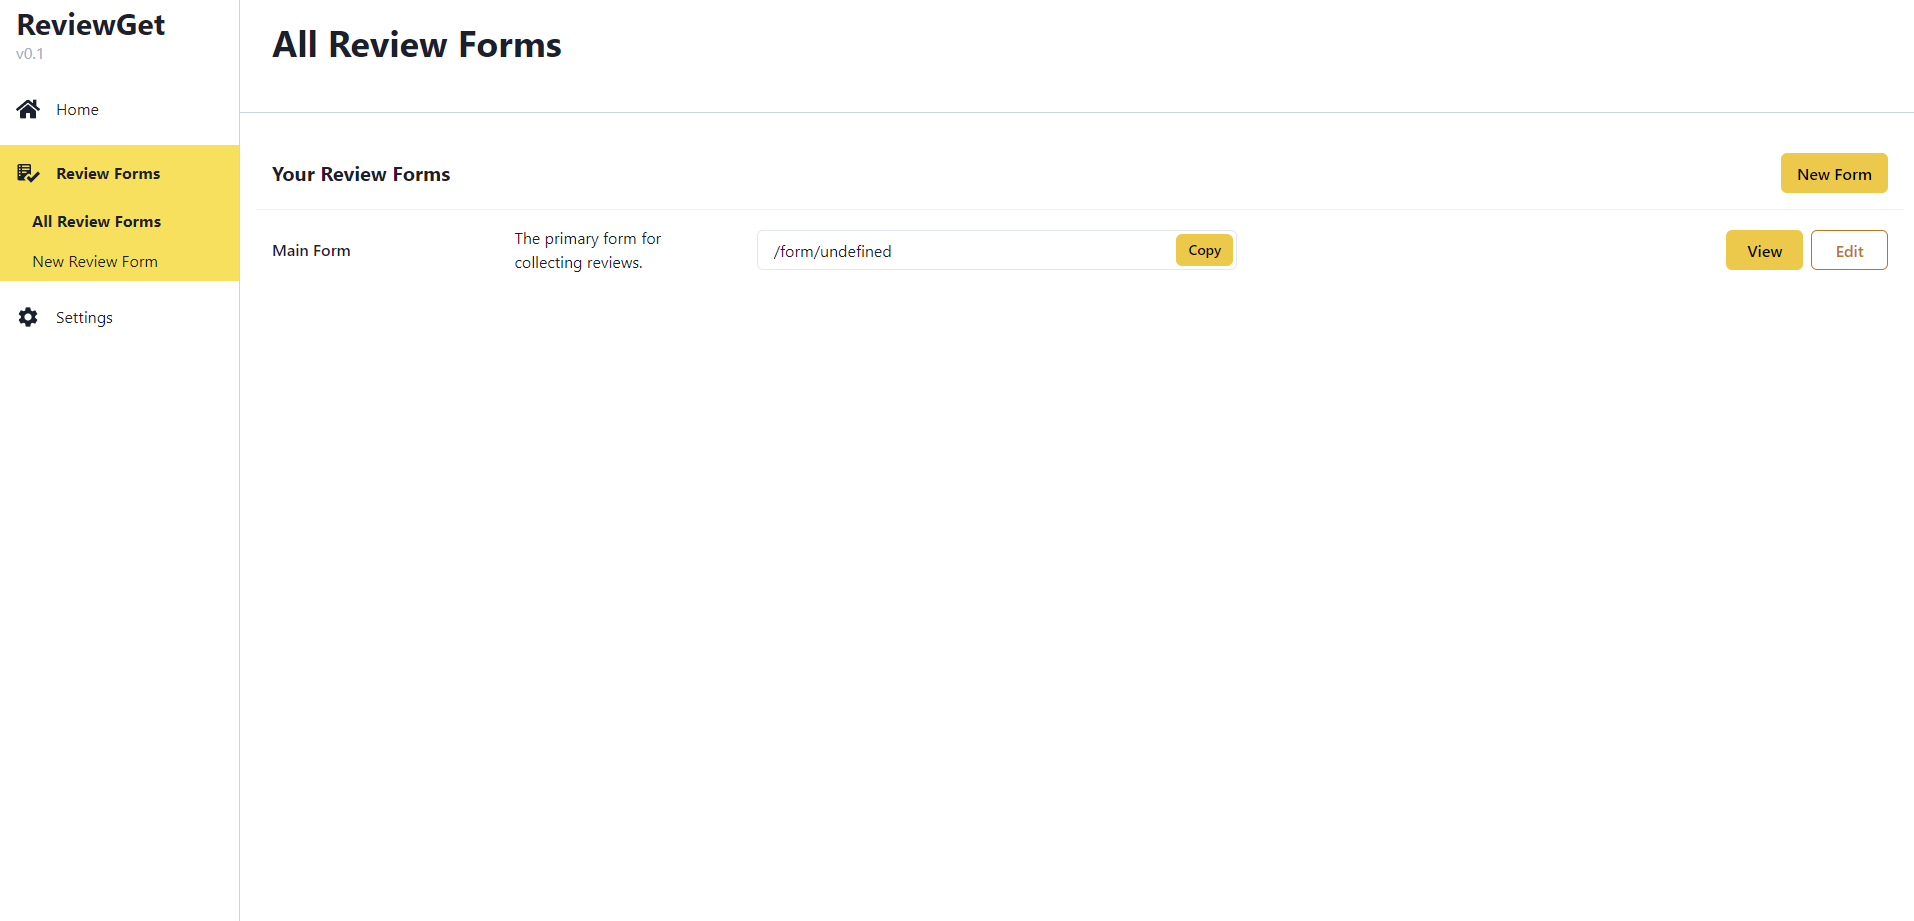 ReviewGet
v0.1
Home
Review Forms
All Review Forms
New Review Form
Settings
All Review Forms
Your Review Forms
New Form
Main Form
The primary form for
collecting reviews.
/form/undefined
Copy
View
Edit